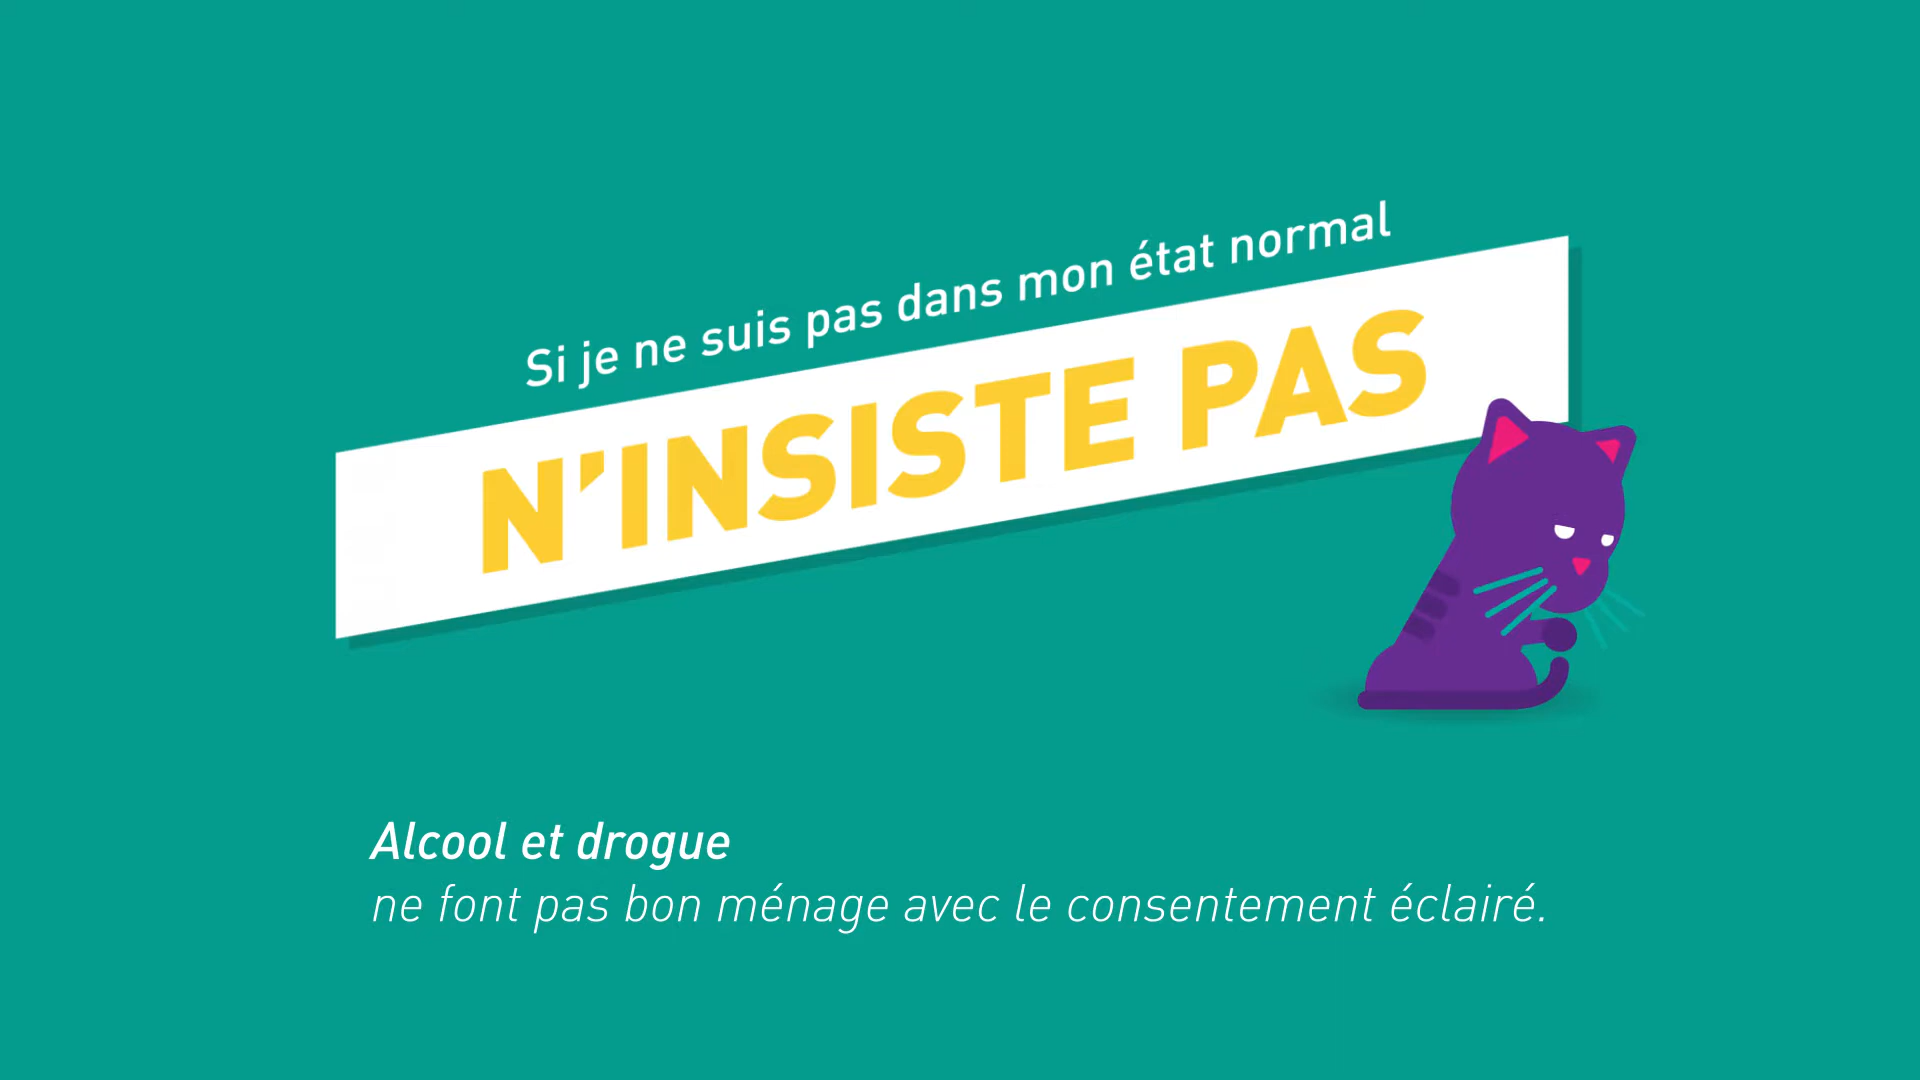 Si je ne suis pas dans mon état normal
N'INSISTE PAS
Alcool et drogue
ne font pas bon ménage avec le consentement éclairé.